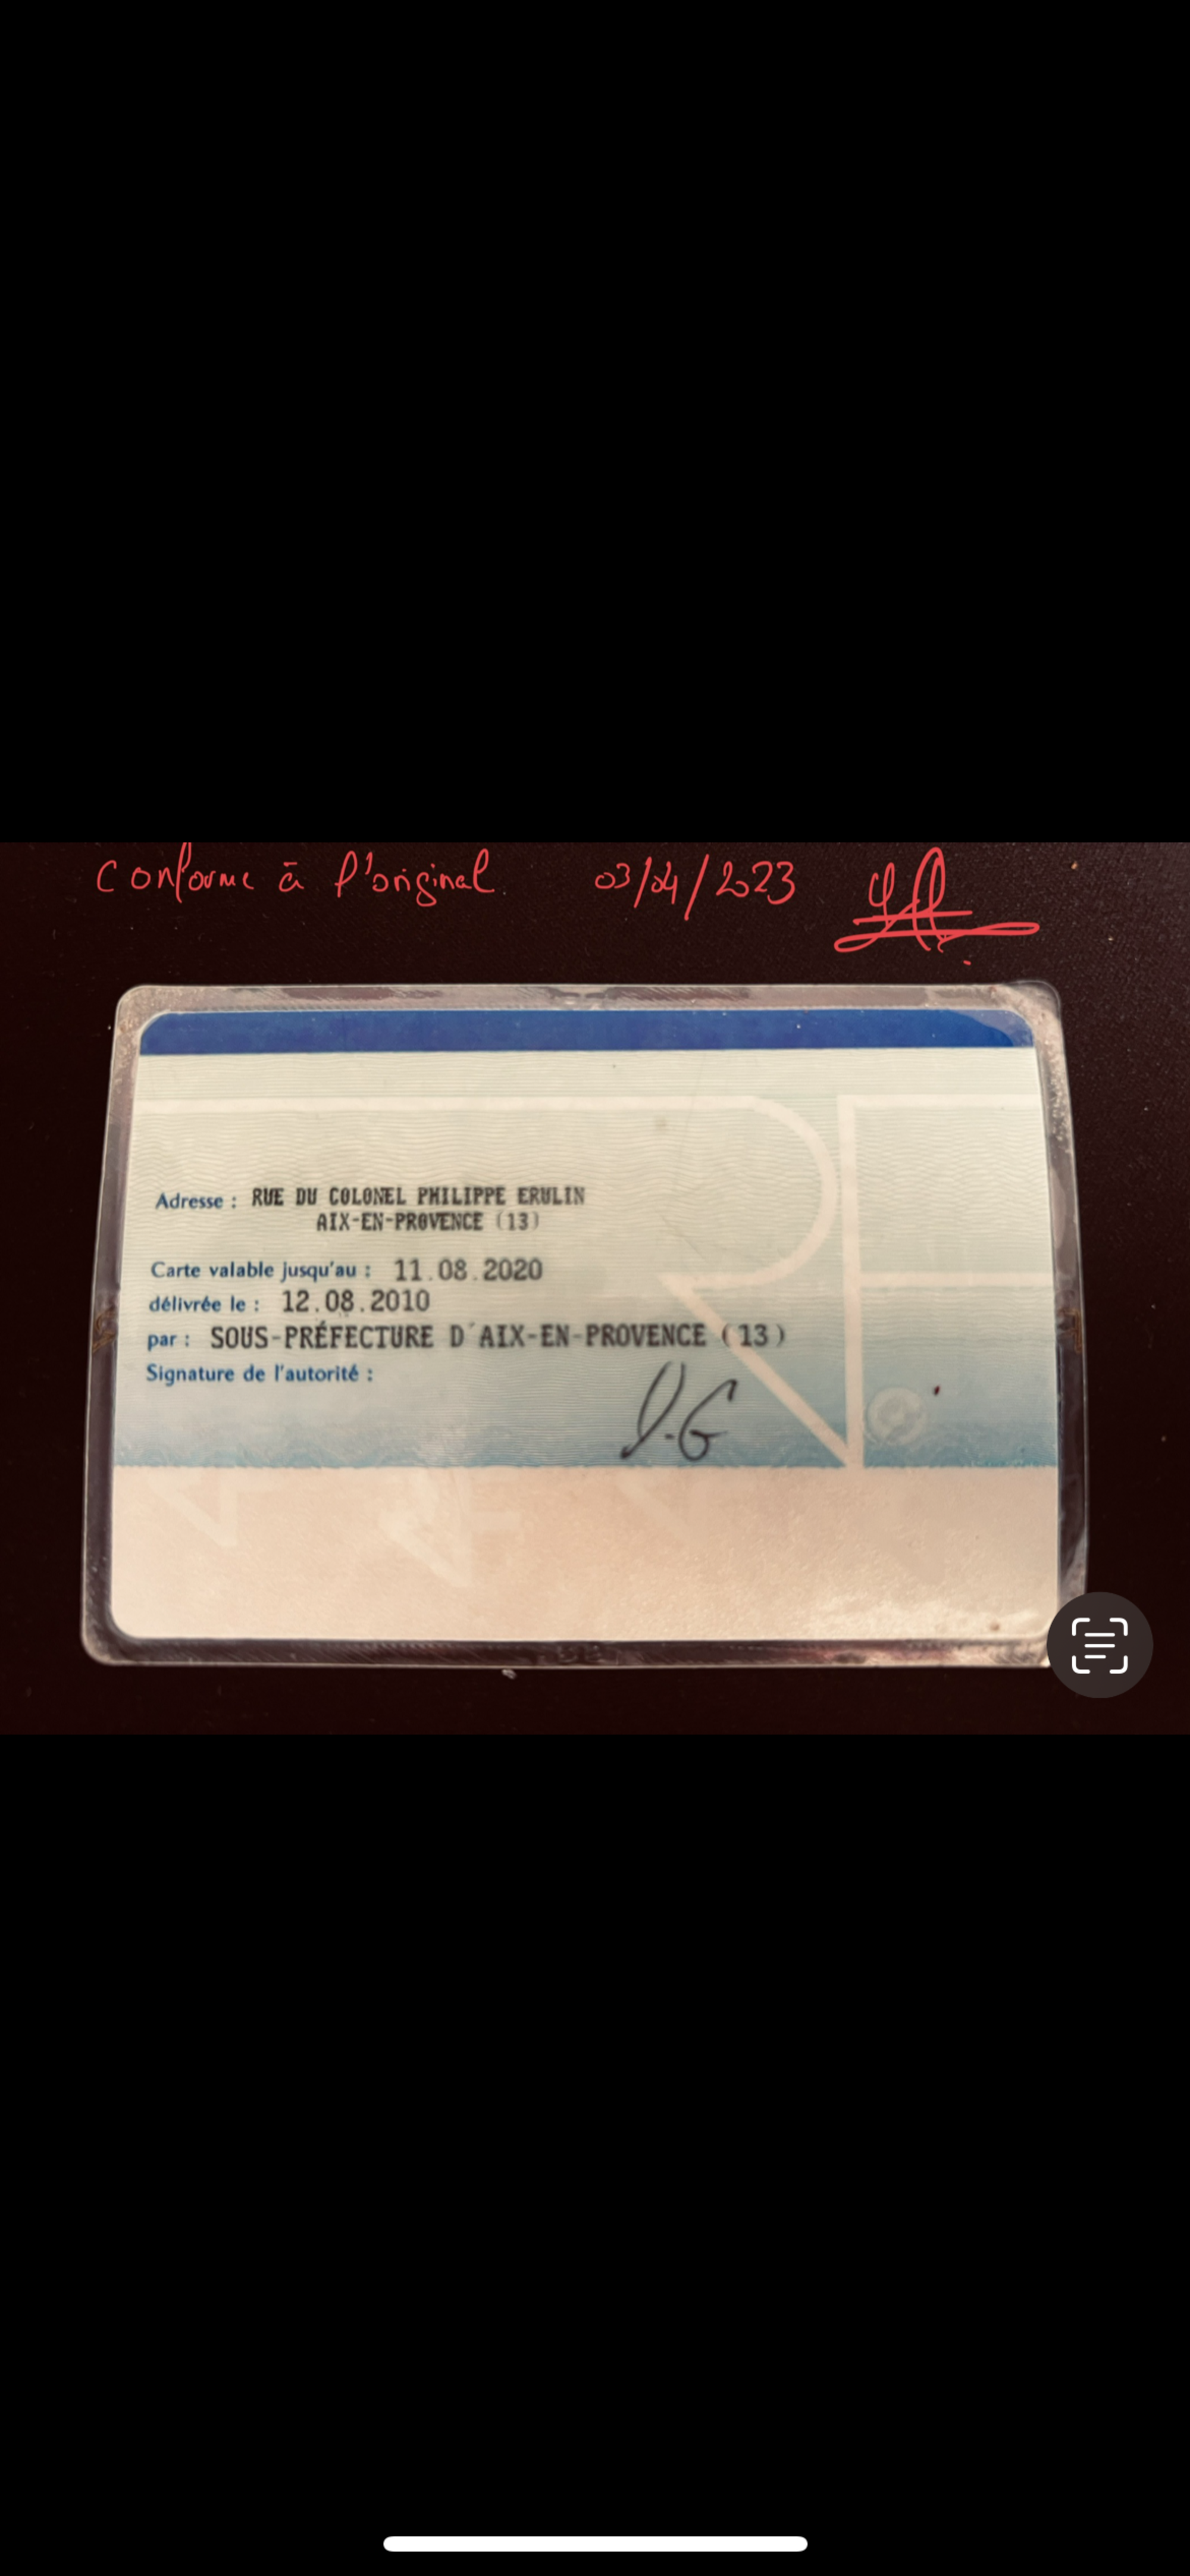 Conforme à l'original 03/04/2023
Adresse : RUE DU COLONEL PHILIPPE ERULIN
AIX-EN-PROVENCE (13)
Carte valable jusqu'au : 11.08.2020
délivrée le : 12.08.2010
par : SOUS-PRÉFECTURE D'AIX-EN-PROVENCE (13)
Signature de l'autorité :